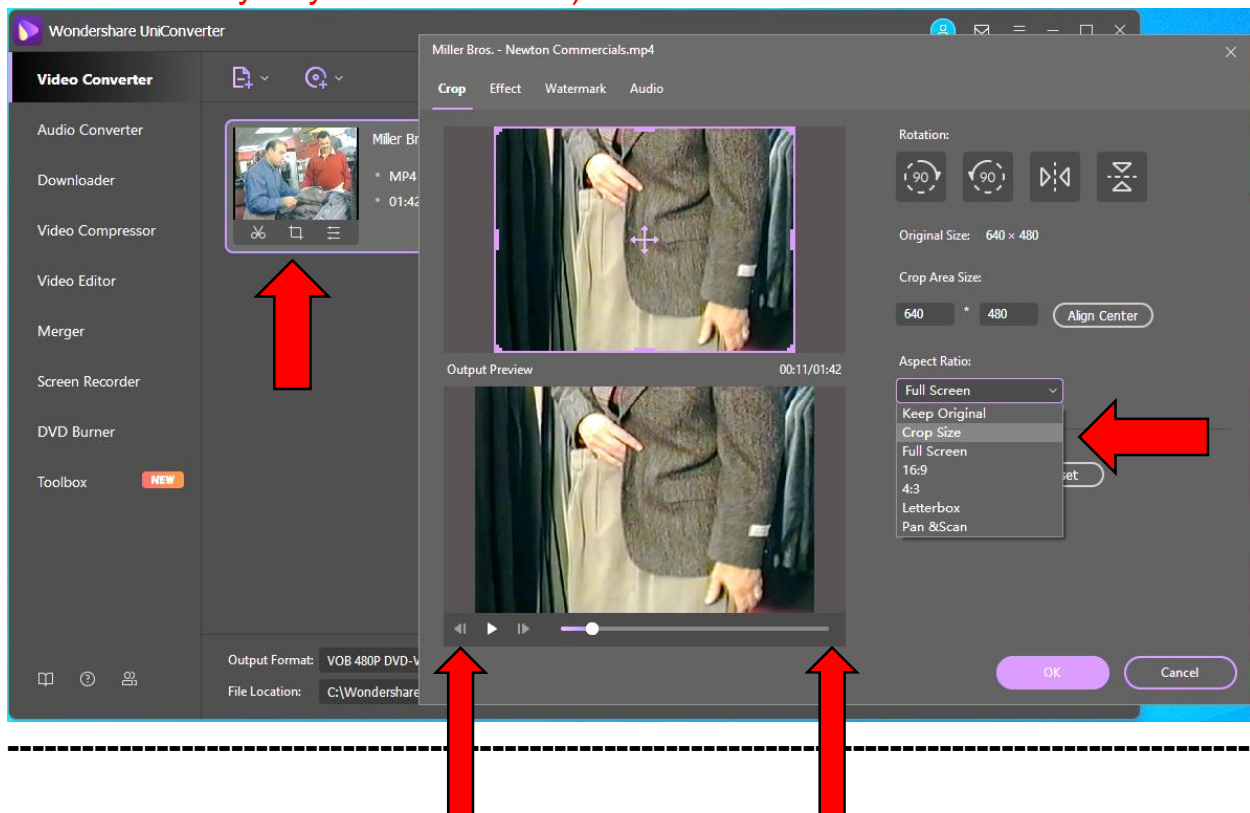 Wondershare UniConverter
Miller Bros. - Newton Commercials.mp4
Video Converter
Crop Effect Watermark Audio
Audio Converter
Downloader
Video Compressor
Video Editor
Merger
Screen Recorder
DVD Burner
Toolbox NEW
Miller Br
MP4
01:42
Output Preview 00:11/01:42
Rotation:
90 90
Original Size: 640 × 480
Crop Area Size:
640 * 480 Align Center
Aspect Ratio:
Full Screen
Keep Original
Crop Size
Full Screen
16:9
4:3
Letterbox
Pan &Scan
set
Output Format: VOB 480P DVD-V
File Location: C:\Wondershare
OK Cancel